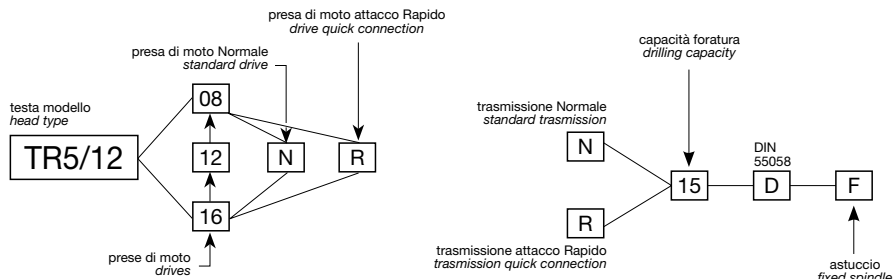 presa di moto attacco Rapido
drive quick connection
presa di moto Normale
standard drive
testa modello
head type
TR5/12
08
12
N
R
16
prese di moto
drives
capacità foratura
drilling capacity
trasmissione Normale
standard trasmission
N
DIN
55058
15
D
F
R
trasmissione attacco Rapido
trasmission quick connection
astuccio
fixed spindle